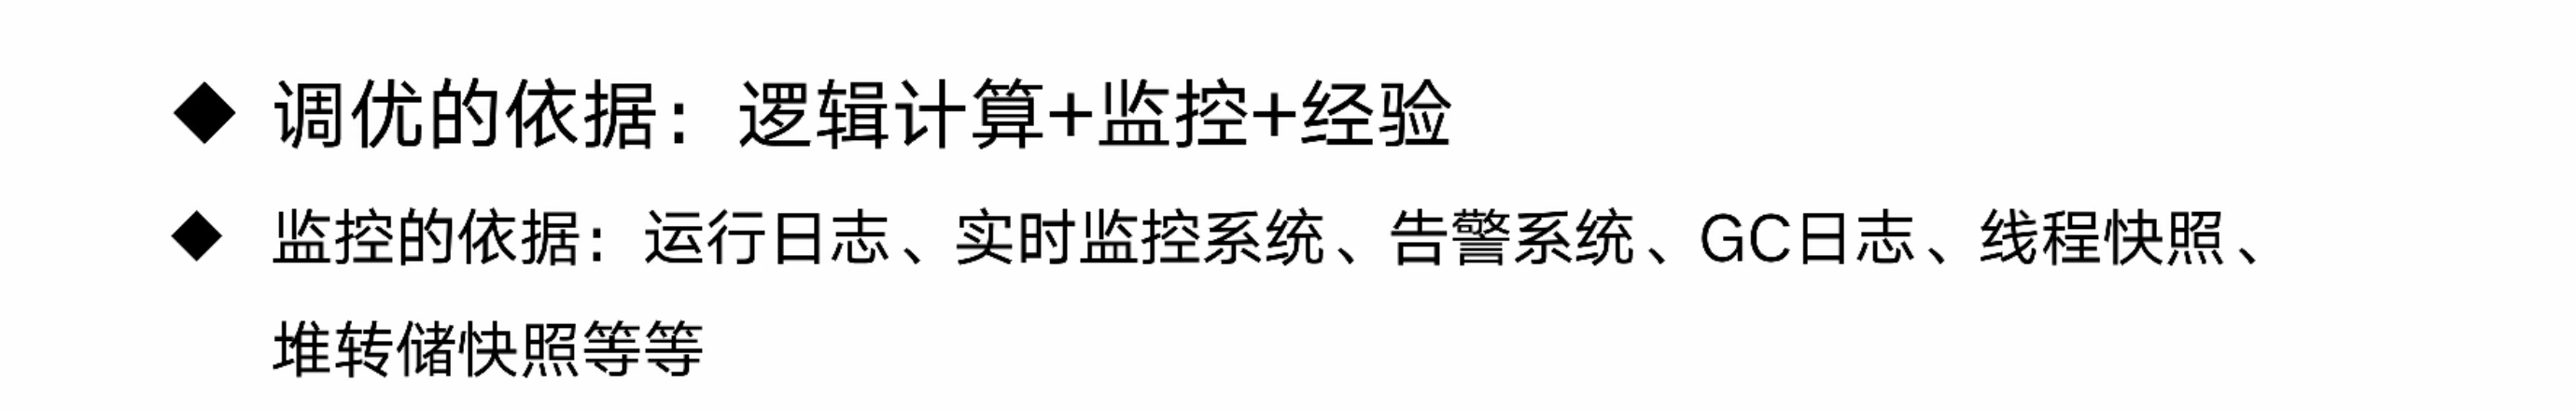 ◆ 调优的依据：逻辑计算+监控+经验
◆ 监控的依据：运行日志、实时监控系统、告警系统、GC日志、线程快照、
堆转储快照等等